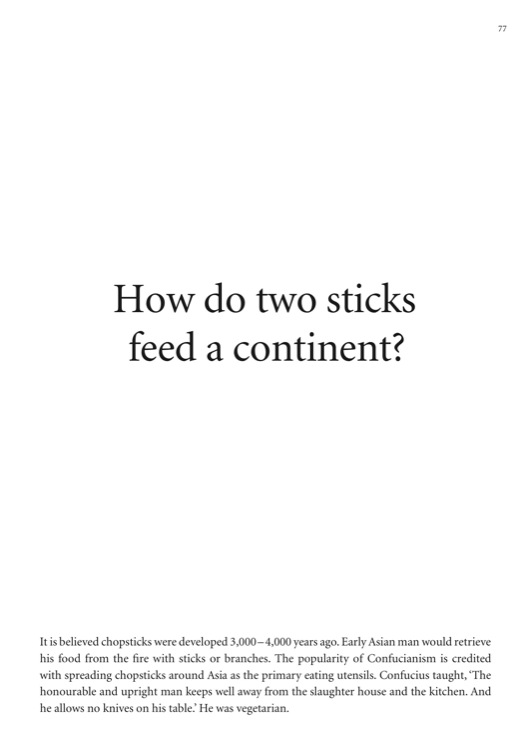 77
How do two sticks
feed a continent?
It is believed chopsticks were developed 3,000–4,000 years ago. Early Asian man would retrieve
his food from the fire with sticks or branches. The popularity of Confucianism is credited
with spreading chopsticks around Asia as the primary eating utensils. Confucius taught, ‘The
honourable and upright man keeps well away from the slaughter house and the kitchen. And
he allows no knives on his table.’ He was vegetarian.